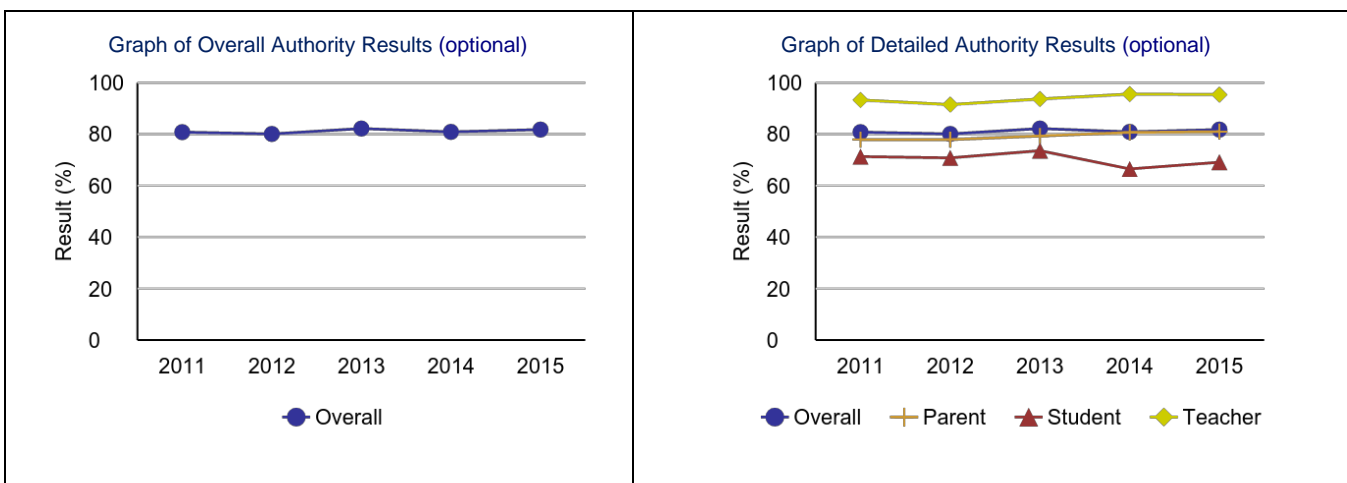 Graph of Overall Authority Results (optional)
100
80
60
40
20
0
Result (%)
2011 2012 2013 2014 2015
Overall
Graph of Detailed Authority Results (optional)
100
80
60
40
20
0
Result (%)
2011 2012 2013 2014 2015
Overall Parent Student Teacher